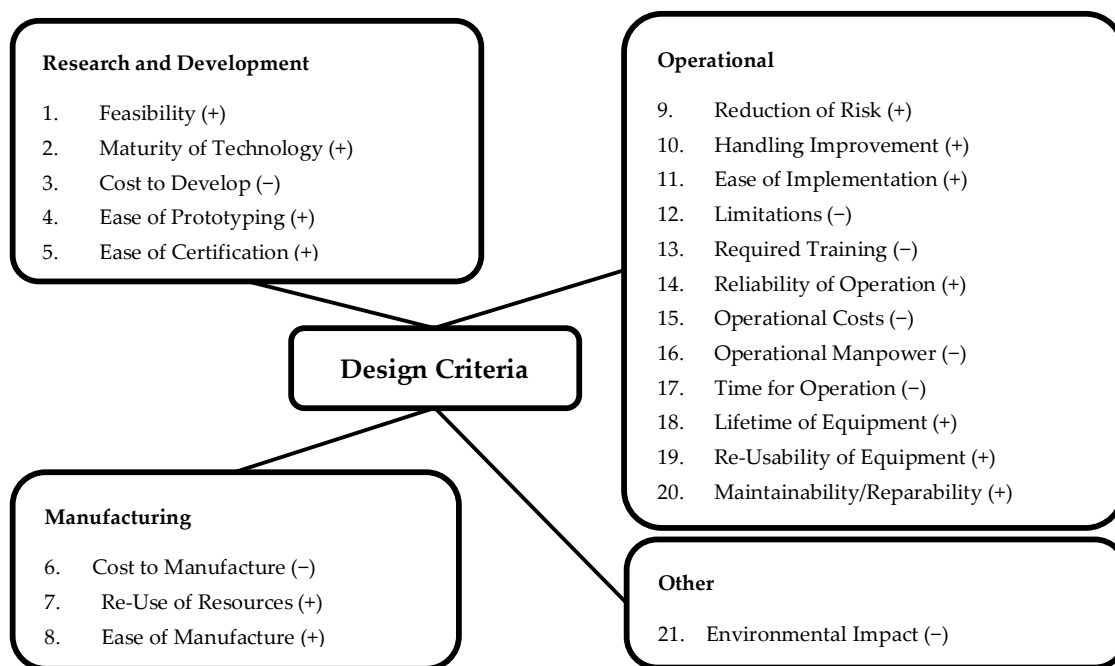 Research and Development
1. Feasibility (+)
2. Maturity of Technology (+)
3. Cost to Develop (−)
4. Ease of Prototyping (+)
5. Ease of Certification (+)
Operational
9. Reduction of Risk (+)
10. Handling Improvement (+)
11. Ease of Implementation (+)
12. Limitations (−)
13. Required Training (−)
14. Reliability of Operation (+)
15. Operational Costs (−)
16. Operational Manpower (−)
17. Time for Operation (−)
18. Lifetime of Equipment (+)
19. Re-Usability of Equipment (+)
20. Maintainability/Reparability (+)
Design Criteria
Manufacturing
6. Cost to Manufacture (−)
7. Re-Use of Resources (+)
8. Ease of Manufacture (+)
Other
21. Environmental Impact (−)